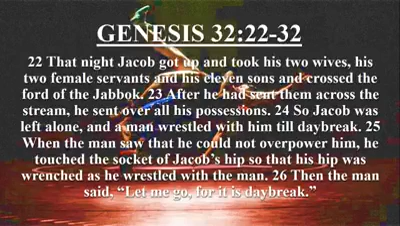 GENESIS 32:22-32
22 That night Jacob got up and took his two wives, his
two female servants and his eleven sons and crossed the
ford of the Jabbok. 23 After he had sent them across the
stream, he sent over all his possessions. 24 So Jacob was
left alone, and a man wrestled with him till daybreak. 25
When the man saw that he could not overpower him, he
touched the socket of Jacob’s hip so that his hip was
wrenched as he wrestled with the man. 26 Then the man
said, “Let me go, for it is daybreak.”